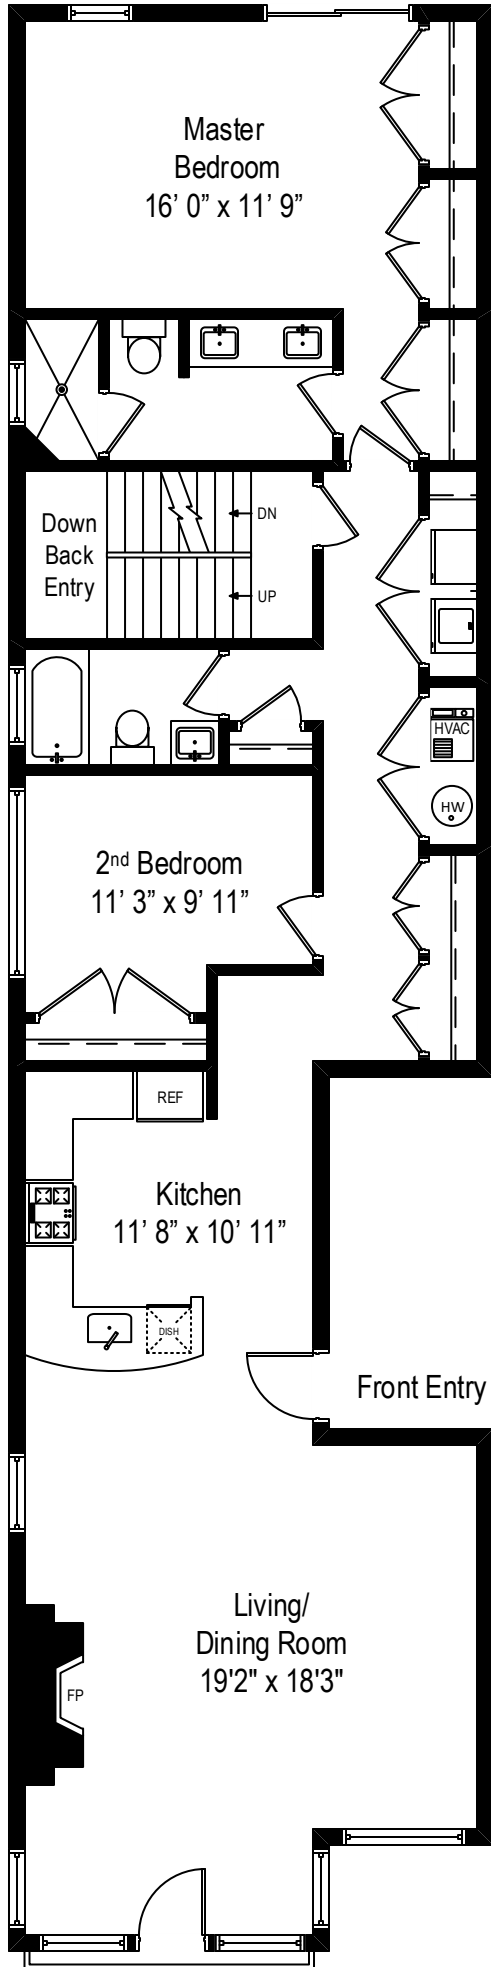 Master
Bedroom
16’ 0” x 11’ 9”
Down
Back
Entry
DN
UP
HVAC
HW
2nd Bedroom
11’ 3” x 9’ 11”
REF
Kitchen
11’ 8” x 10’ 11”
DISH
Front Entry
Living/
Dining Room
19'2" x 18'3"
FP